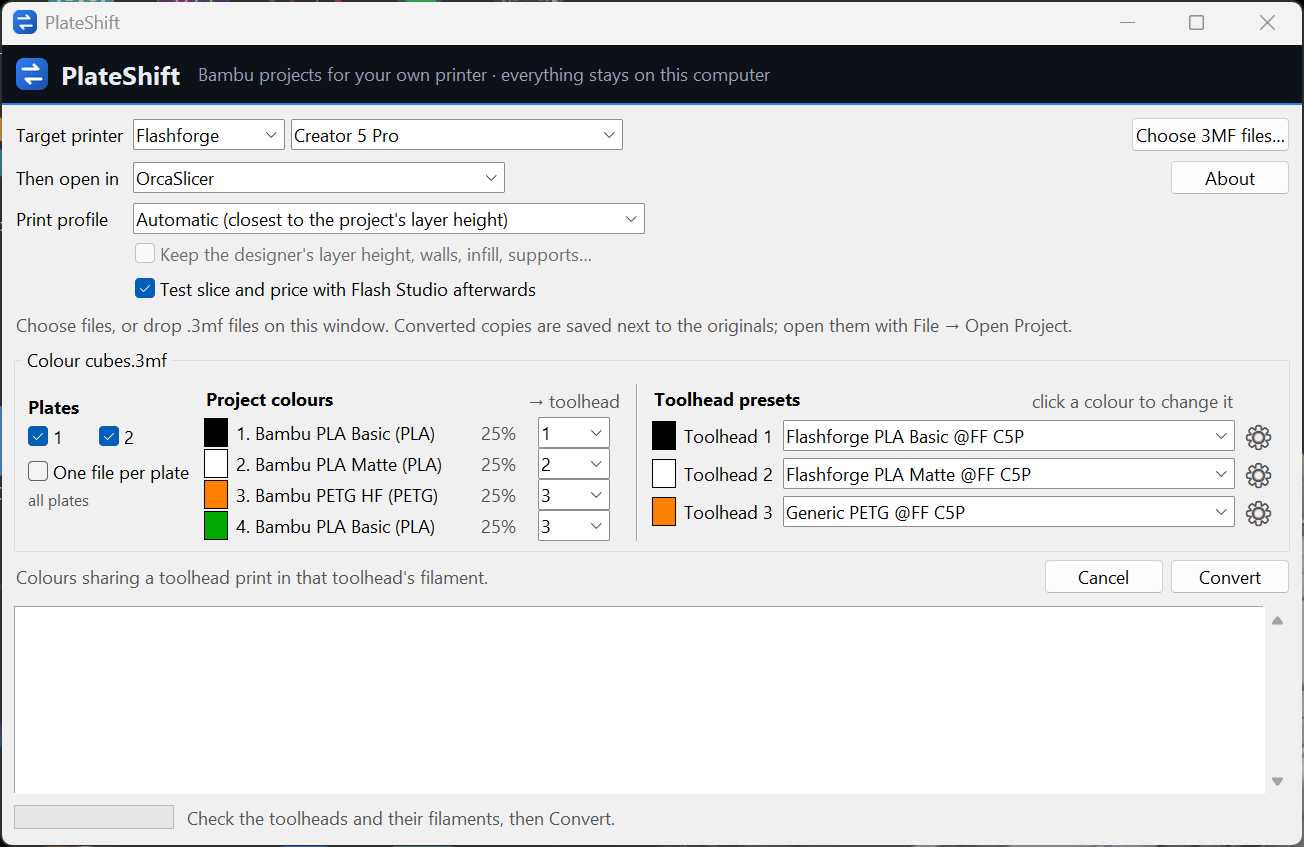 PlateShift
PlateShift Bambu projects for your own printer · everything stays on this computer
Target printer Flashforge Creator 5 Pro Choose 3MF files...
Then open in OrcaSlicer About
Print profile Automatic (closest to the project's layer height)
Keep the designer's layer height, walls, infill, supports...
Test slice and price with Flash Studio afterwards
Choose files, or drop .3mf files on this window. Converted copies are saved next to the originals; open them with File → Open Project.
Colour cubes.3mf
Plates
1 2
One file per plate
all plates
Project colours → toolhead
1. Bambu PLA Basic (PLA) 25% 1
2. Bambu PLA Matte (PLA) 25% 2
3. Bambu PETG HF (PETG) 25% 3
4. Bambu PLA Basic (PLA) 25% 3
Toolhead presets click a colour to change it
Toolhead 1 Flashforge PLA Basic @FF C5P
Toolhead 2 Flashforge PLA Matte @FF C5P
Toolhead 3 Generic PETG @FF C5P
Colours sharing a toolhead print in that toolhead's filament. Cancel Convert
Check the toolheads and their filaments, then Convert.